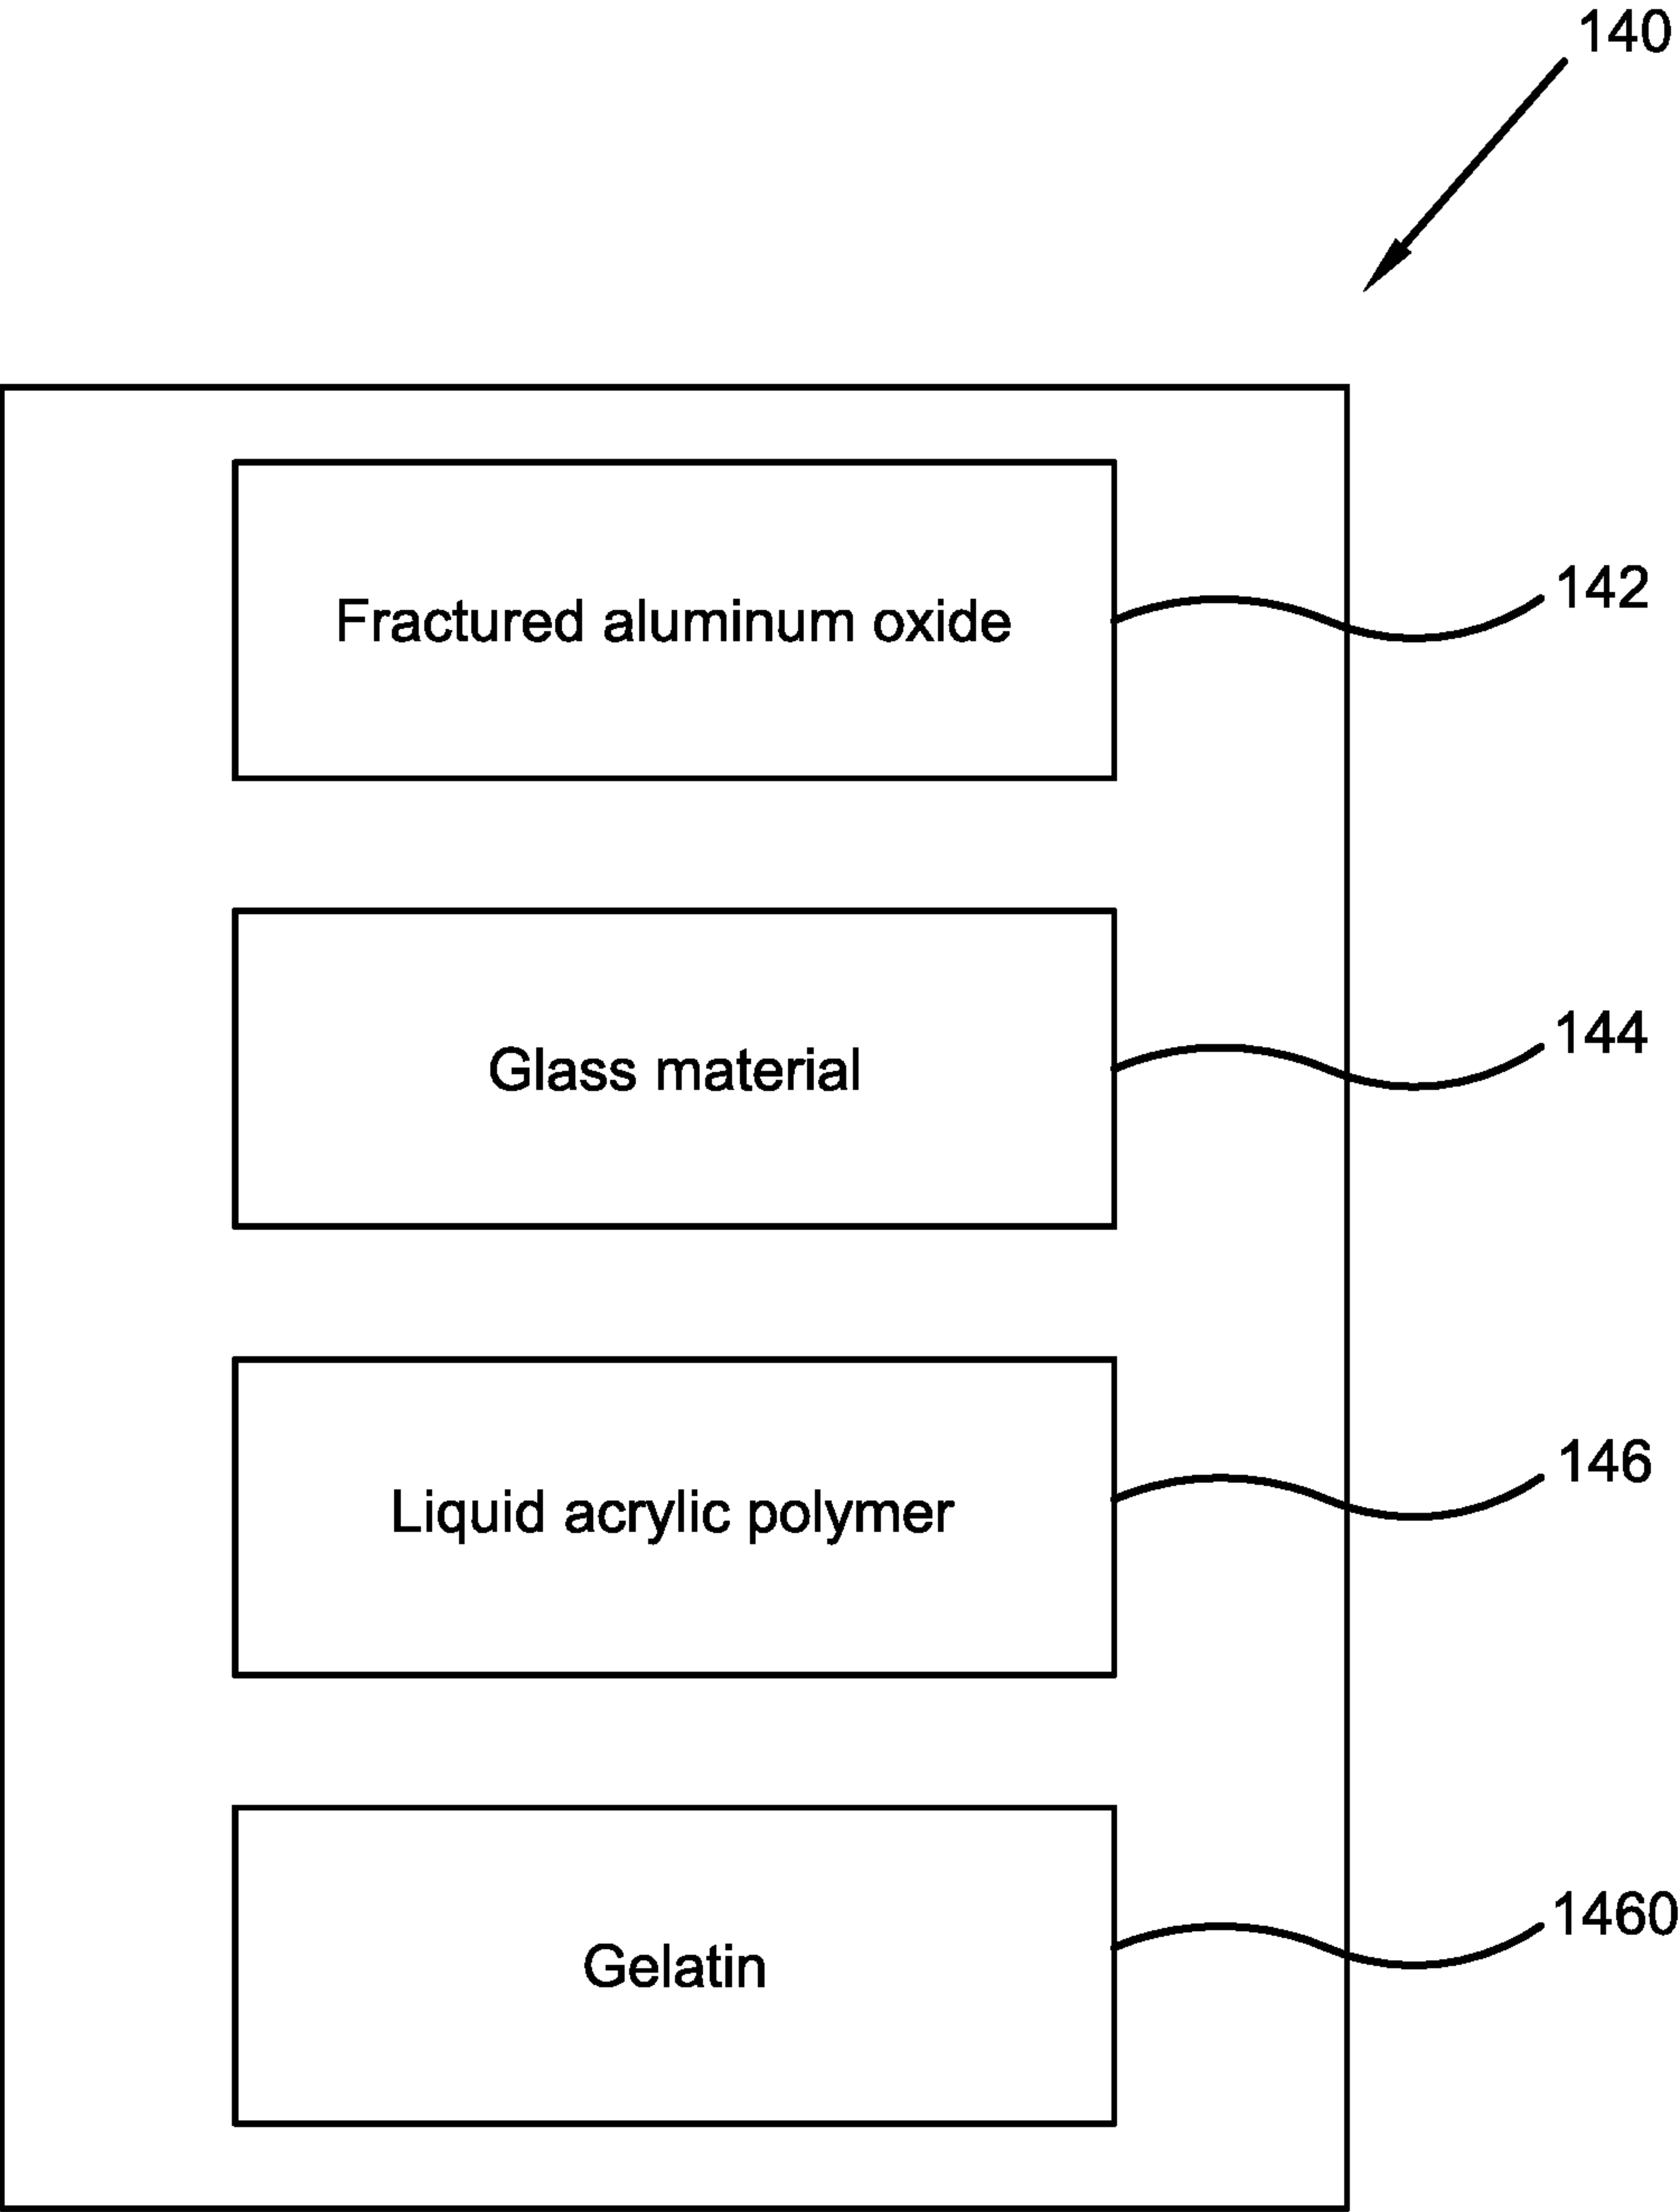 140
Fractured aluminum oxide
142
Glass material
144
Liquid acrylic polymer
146
Gelatin
1460